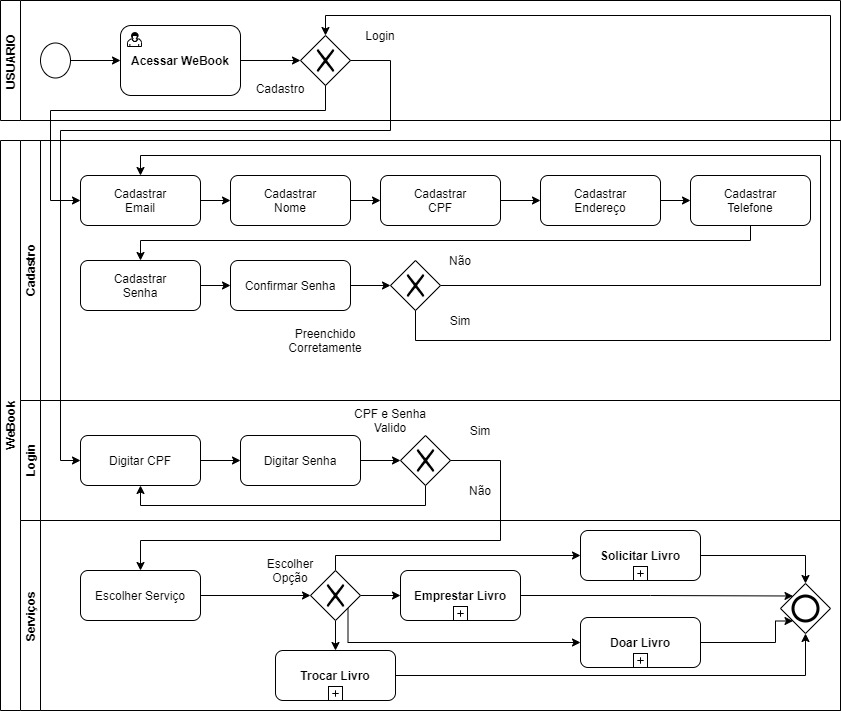 USUÁRIO
Acessar WeBook
Login
Cadastro
WeBook
Cadastro
Cadastrar
Email
Cadastrar
Nome
Cadastrar
CPF
Cadastrar
Endereço
Cadastrar
Telefone
Cadastrar
Senha
Confirmar Senha
Não
Sim
Preenchido
Corretamente
Login
Digitar CPF
Digitar Senha
CPF e Senha
Valido
Sim
Não
Serviços
Escolher Serviço
Escolher
Opção
Solicitar Livro
Emprestar Livro
Doar Livro
Trocar Livro